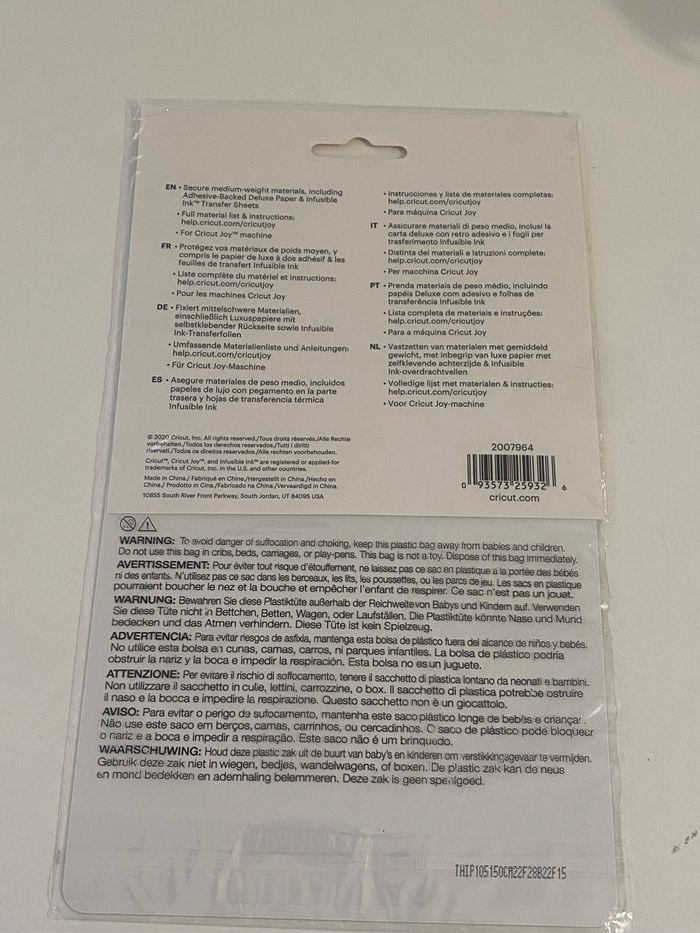 EN • Secure medium-weight materials, including
Adhesive-Backed Deluxe Paper & Infusible
Ink™ Transfer Sheets
• Full material list & instructions:
help.cricut.com/cricutjoy
• For Cricut Joy™ machine
FR • Protégez vos matériaux de poids moyen, y
compris le papier de luxe à dos adhésif & les
feuilles de transfert Infusible Ink
• Liste complète du matériel et instructions:
help.cricut.com/cricutjoy
• Pour les machines Cricut Joy
DE • Fixiert mittelschwere Materialien,
einschließlich Luxuspapiere mit
selbstklebender Rückseite sowie Infusible
Ink-Transferfolien
• Umfassende Materialienliste und Anleitungen:
help.cricut.com/cricutjoy
• Für Cricut Joy-Maschine
ES • Asegure materiales de peso medio, incluidos
papeles de lujo con pegamento en la parte
trasera y hojas de transferencia térmica
Infusible Ink
• Instrucciones y lista de materiales completas:
help.cricut.com/cricutjoy
• Para máquina Cricut Joy
IT • Assicurare materiali di peso medio, inclusi la
carta deluxe con retro adesivo e i fogli per
trasferimento Infusible Ink
• Distinta dei materiali e istruzioni complete:
help.cricut.com/cricutjoy
• Per macchina Cricut Joy
PT • Prenda materiais de peso médio, incluindo
papéis Deluxe com adesivo e folhas de
transferência Infusible Ink
• Lista completa de materiais e instruções:
help.cricut.com/cricutjoy
• Para a máquina Cricut Joy
NL • Vastzetten van materialen met gemiddeld
gewicht, met inbegrip van luxe papier met
zelfklevende achterzijde & Infusible
Ink-overdrachtvellen
• Volledige lijst met materialen & instructies:
help.cricut.com/cricutjoy
• Voor Cricut Joy-machine
© 2020 Cricut, Inc. All rights reserved./Tous droits réservés./Alle Rechte
vorbehalten./Todos los derechos reservados./Tutti i diritti
riservati./Todos os direitos reservados./Alle rechten voorbehouden.
Cricut™, Cricut Joy™, and Infusible Ink™ are registered or applied-for
trademarks of Cricut, Inc. in the U.S. and other countries.
Made in China./ Fabriqué en Chine./Hergestellt in China./Hecho en
China./ Prodotto in Cina./Fabricado na China./Vervaardigd in China.
10855 South River Front Parkway, South Jordan, UT 84095 USA
2007964
0 93573 25932 6
cricut.com
WARNING: To avoid danger of suffocation and choking, keep this plastic bag away from babies and children.
Do not use this bag in cribs, beds, carriages, or play-pens. This bag is not a toy. Dispose of this bag immediately.
AVERTISSEMENT: Pour éviter tout risque d'étouffement, ne laissez pas ce sac en plastique a la portée des bébés
ni des enfants. N'utilisez pas ce sac dans les berceaux, les lits, les poussettes, ou les parcs de jeu. Les sacs en plastique
pourraient boucher le nez et la bouche et empêcher l'enfant de respirer. Ce sac n'est pas un jouet.
WARNUNG: Bewahren Sie diese Plastiktüte außerhalb der Reichweite von Babys und Kindern auf. Verwenden
Sie diese Tüte nicht in Bettchen, Betten, Wagen, oder Laufställen. Die Plastiktüte könnte Nase und Mund
bedecken und das Atmen verhindern. Diese Tüte ist kein Spielzeug.
ADVERTENCIA: Para evitar riesgos de asfixia, mantenga esta bolsa de plástico fuera del alcance de niños y bebés.
No utilice esta bolsa en cunas, camas, carros, ni parques infantiles. La bolsa de plástico podría
obstruir la nariz y la boca e impedir la respiración. Esta bolsa no es un juguete.
ATTENZIONE: Per evitare il rischio di soffocamento, tenere il sacchetto di plastica lontano da neonati e bambini.
Non utilizzare il sacchetto in culle, lettini, carrozzine, o box. Il sacchetto di plastica potrebbe ostruire
il naso e la bocca e impedire la respirazione. Questo sacchetto non è un giocattolo.
AVISO: Para evitar o perigo de sufocamento, mantenha este saco plástico longe de bebês e crianças.
Não use este saco em berços, camas, carrinhos, ou cercadinhos. O saco de plástico pode bloquear
o nariz e a boca e impedir a respiração. Este saco não é um brinquedo.
WAARSCHUWING: Houd deze plastic zak uit de buurt van baby's en kinderen om verstikkingsgevaar te vermijden.
Gebruik deze zak niet in wiegen, bedjes, wandelwagens, of boxen. De plastic zak kan de neus
en mond bedekken en ademhaling belemmeren. Deze zak is geen speelgoed.
THIP105150CM22F28B22F15